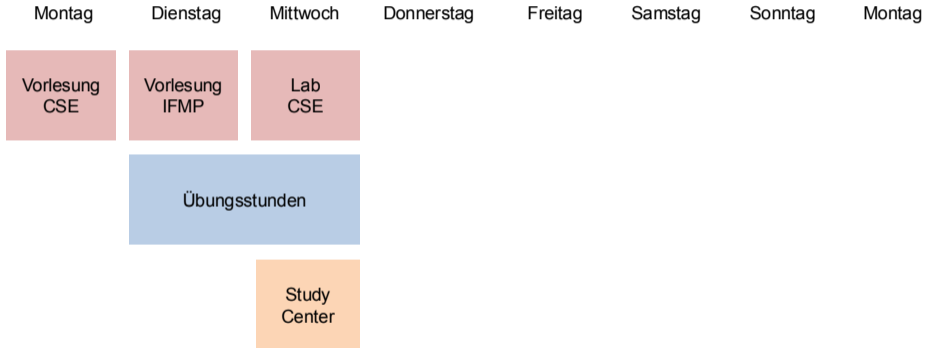 Montag Dienstag Mittwoch Donnerstag Freitag Samstag Sonntag Montag
Vorlesung
CSE
Vorlesung
IFMP
Lab
CSE
Übungsstunden
Study
Center